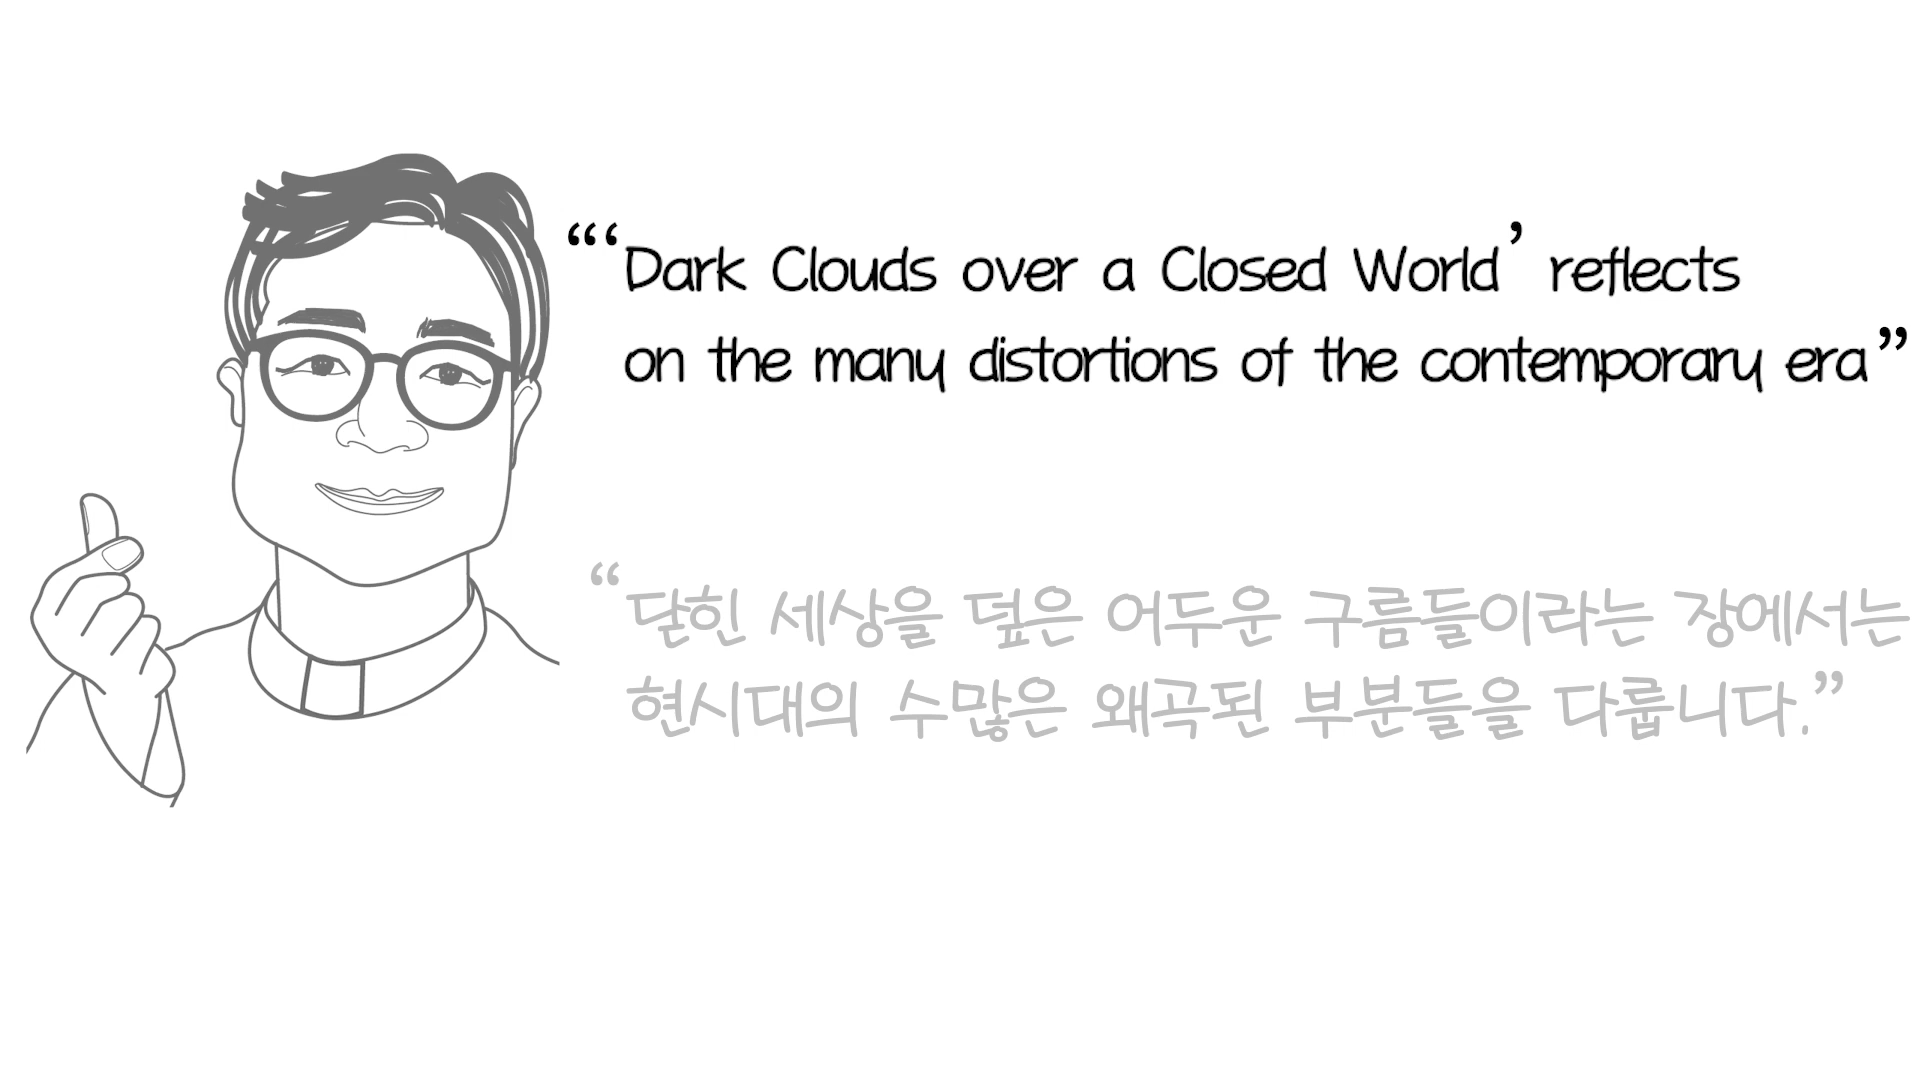 “‘Dark Clouds over a Closed World’ reflects
on the many distortions of the contemporary era”
“닫힌 세상을 덮은 어두운 구름들이라는 장에서는
현시대의 수많은 왜곡된 부분들을 다룹니다.”